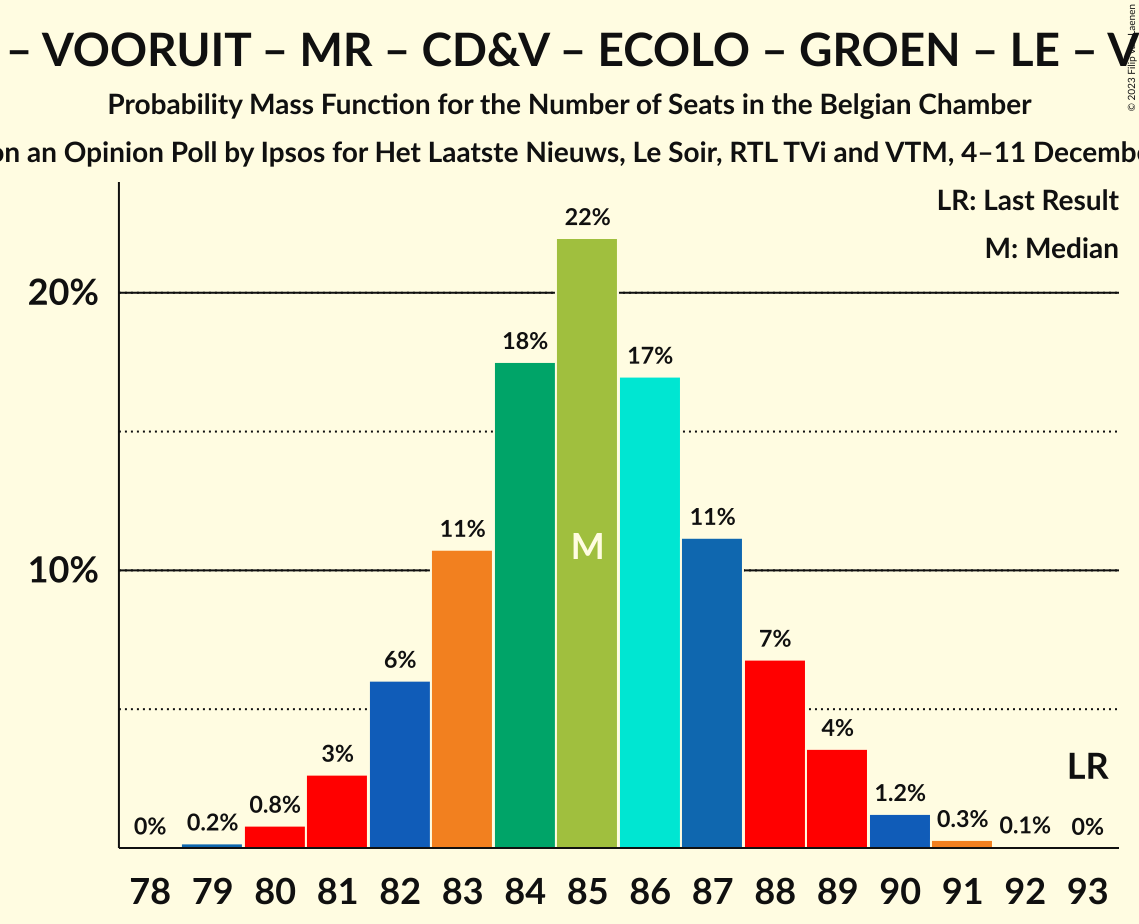 – VOORUIT – MR – CD&V – ECOLO – GROEN – LE – V
Probability Mass Function for the Number of Seats in the Belgian Chamber
on an Opinion Poll by Ipsos for Het Laatste Nieuws, Le Soir, RTL TVi and VTM, 4–11 Decembe
© 2023 Filip
LR: Last Result
M: Median
22%
20%
18%
17%
11%
M
11%
10%
7%
6%
4%
3%
LR
1.2%
0.8%
0.3%
0.2%
0.1%
0%
0%
78 79 80 81 82 83 84 85 86 87 88 89 90 91 92 93